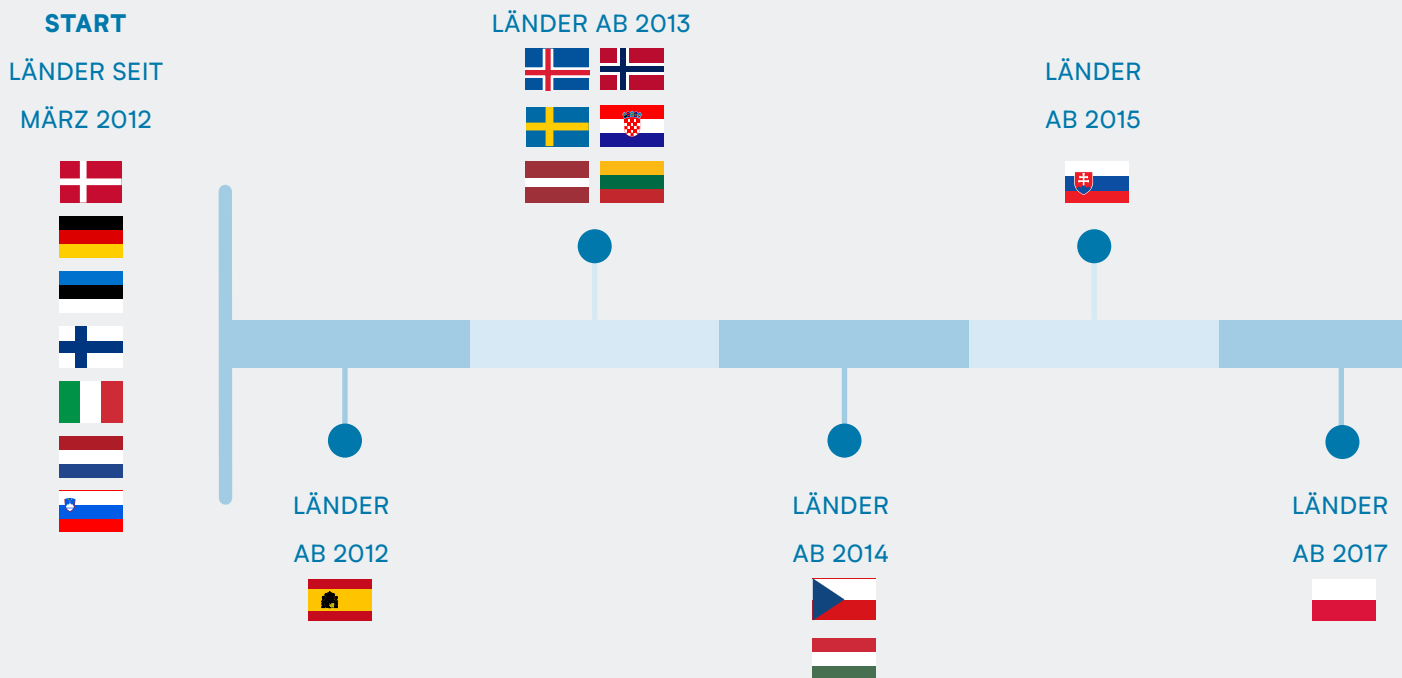 START
LÄNDER SEIT
MÄRZ 2012
LÄNDER AB 2013
LÄNDER
AB 2015
LÄNDER
AB 2012
LÄNDER
AB 2014
LÄNDER
AB 2017